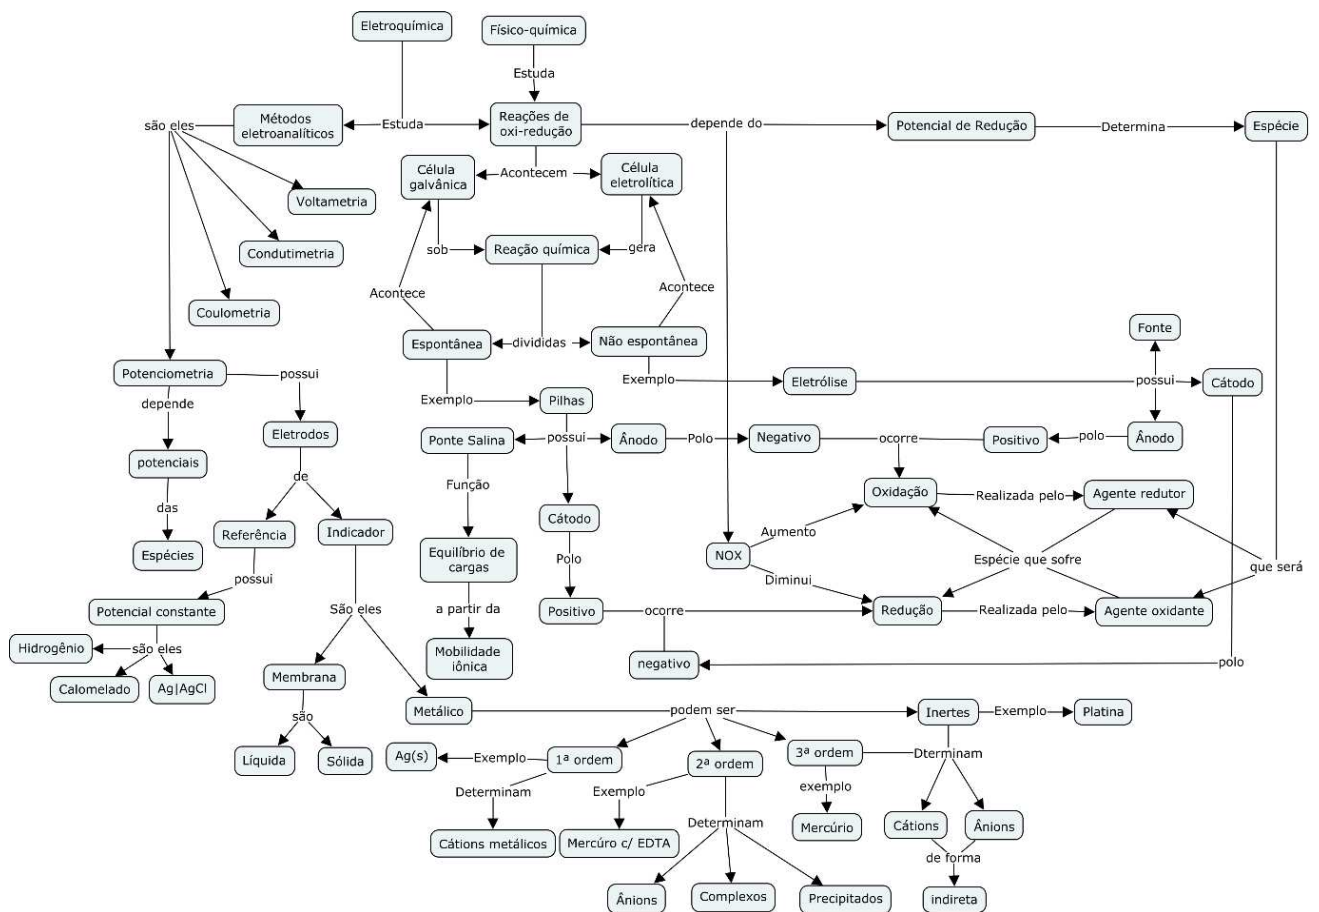 Eletroquímica
Físico-química
Estuda
são eles
Métodos
eletroanalíticos
Estuda
Reações de
oxi-redução
depende do
Potencial de Redução
Determina
Espécie
Célula
galvânica
Acontecem
Célula
eletrolítica
Voltametria
Condutimetria
sob
Reação química
gera
Coulometria
Acontece
Acontece
Espontânea
divididas
Não espontânea
Fonte
Potenciometria
possui
Exemplo
Eletrólise
possui
Cátodo
depende
Exemplo
Pilhas
Eletrodos
Ponte Salina
possui
Ânodo
Polo
Negativo
ocorre
Positivo
polo
Ânodo
potenciais
de
Função
Oxidação
Realizada pelo
Agente redutor
das
Referência
Indicador
Cátodo
Aumento
Espécies
Equilíbrio de
cargas
Polo
NOX
Espécie que sofre
que será
possui
Diminui
Potencial constante
São eles
a partir da
Positivo
ocorre
Redução
Realizada pelo
Agente oxidante
Hidrogênio
são eles
Mobilidade
iônica
negativo
polo
Calomelado
Ag|AgCl
Membrana
Metálico
podem ser
Inertes
Exemplo
Platina
são
Líquida
Sólida
Ag(s)
Exemplo
1ª ordem
2ª ordem
3ª ordem
Dterminam
Determinam
Exemplo
exemplo
Cátions metálicos
Mercúro c/ EDTA
Determinam
Mercúrio
Cátions
Ânions
de forma
Ânions
Complexos
Precipitados
indireta